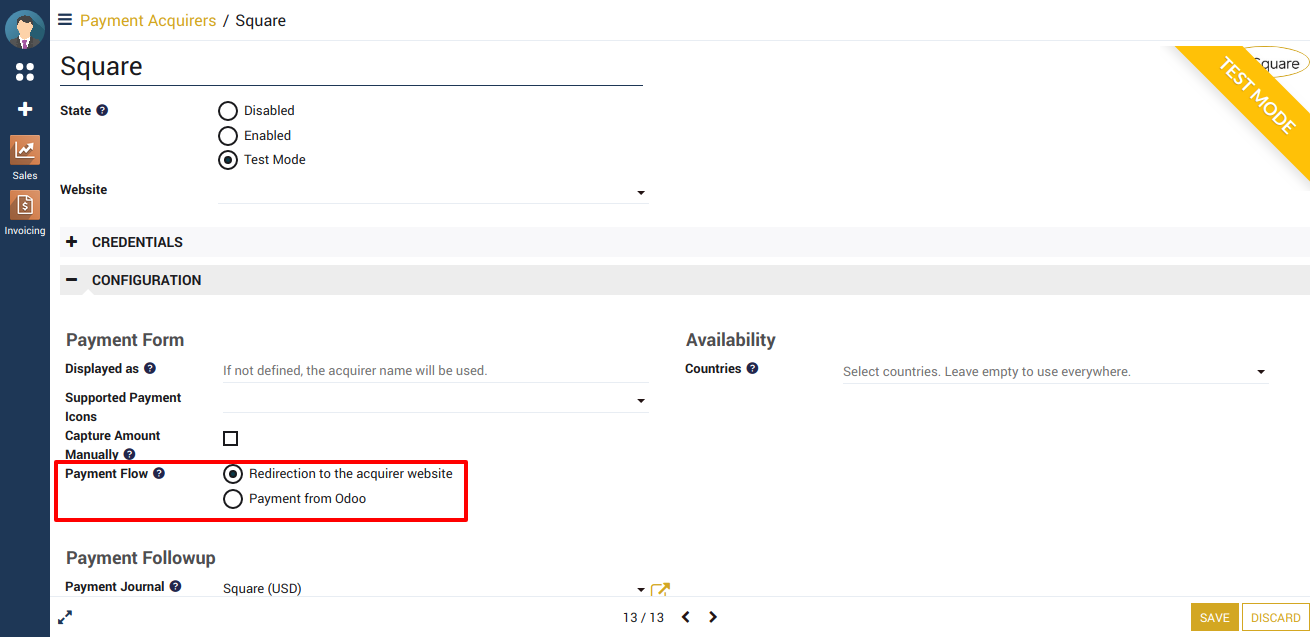 Payment Acquirers / Square
Square
Square
TEST MODE
State
Disabled
Enabled
Test Mode
Website
Sales
Invoicing
CREDENTIALS
CONFIGURATION
Payment Form
Displayed as
If not defined, the acquirer name will be used.
Supported Payment
Icons
Capture Amount
Manually
Payment Flow
Redirection to the acquirer website
Payment from Odoo
Availability
Countries
Select countries. Leave empty to use everywhere.
Payment Followup
Payment Journal
Square (USD)
13 / 13
SAVE
DISCARD